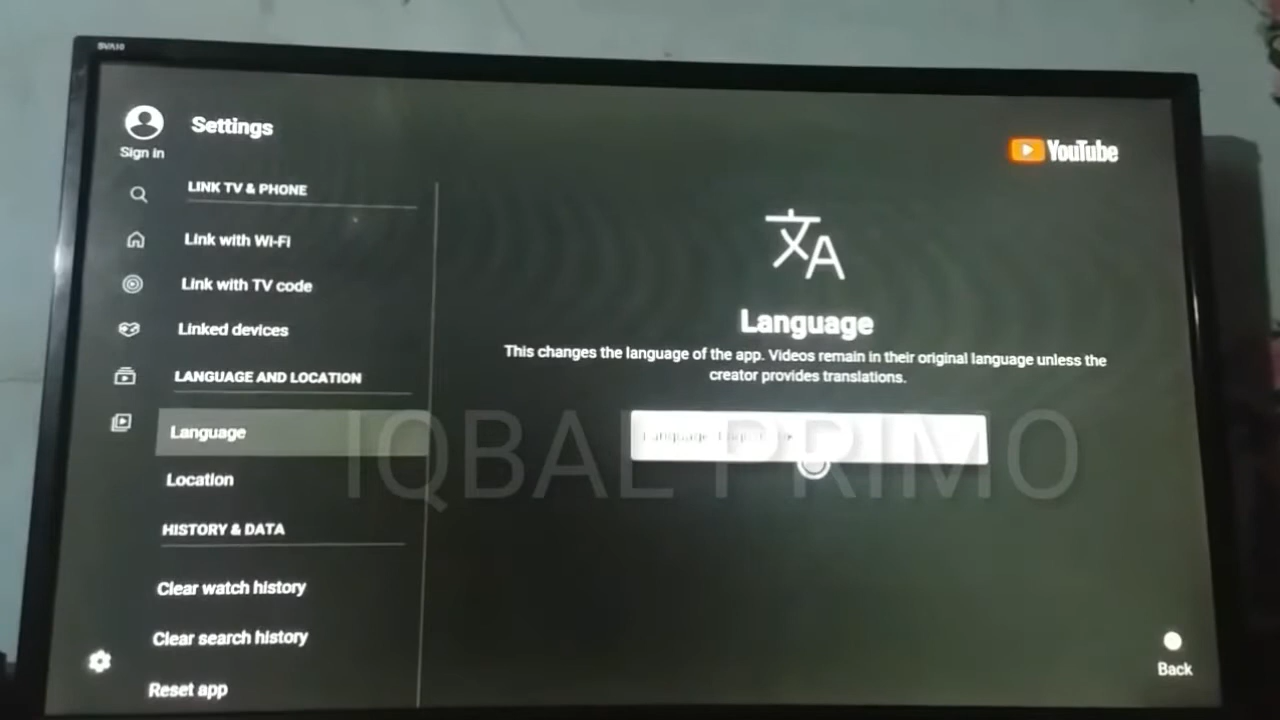 Settings
Sign in
YouTube
LINK TV & PHONE
Link with Wi-Fi
Link with TV code
Linked devices
LANGUAGE AND LOCATION
Language
Location
HISTORY & DATA
Clear watch history
Clear search history
Reset app
文A
Language
This changes the language of the app. Videos remain in their original language unless the
creator provides translations.
Language: English
IQBAL PRIMO
Back